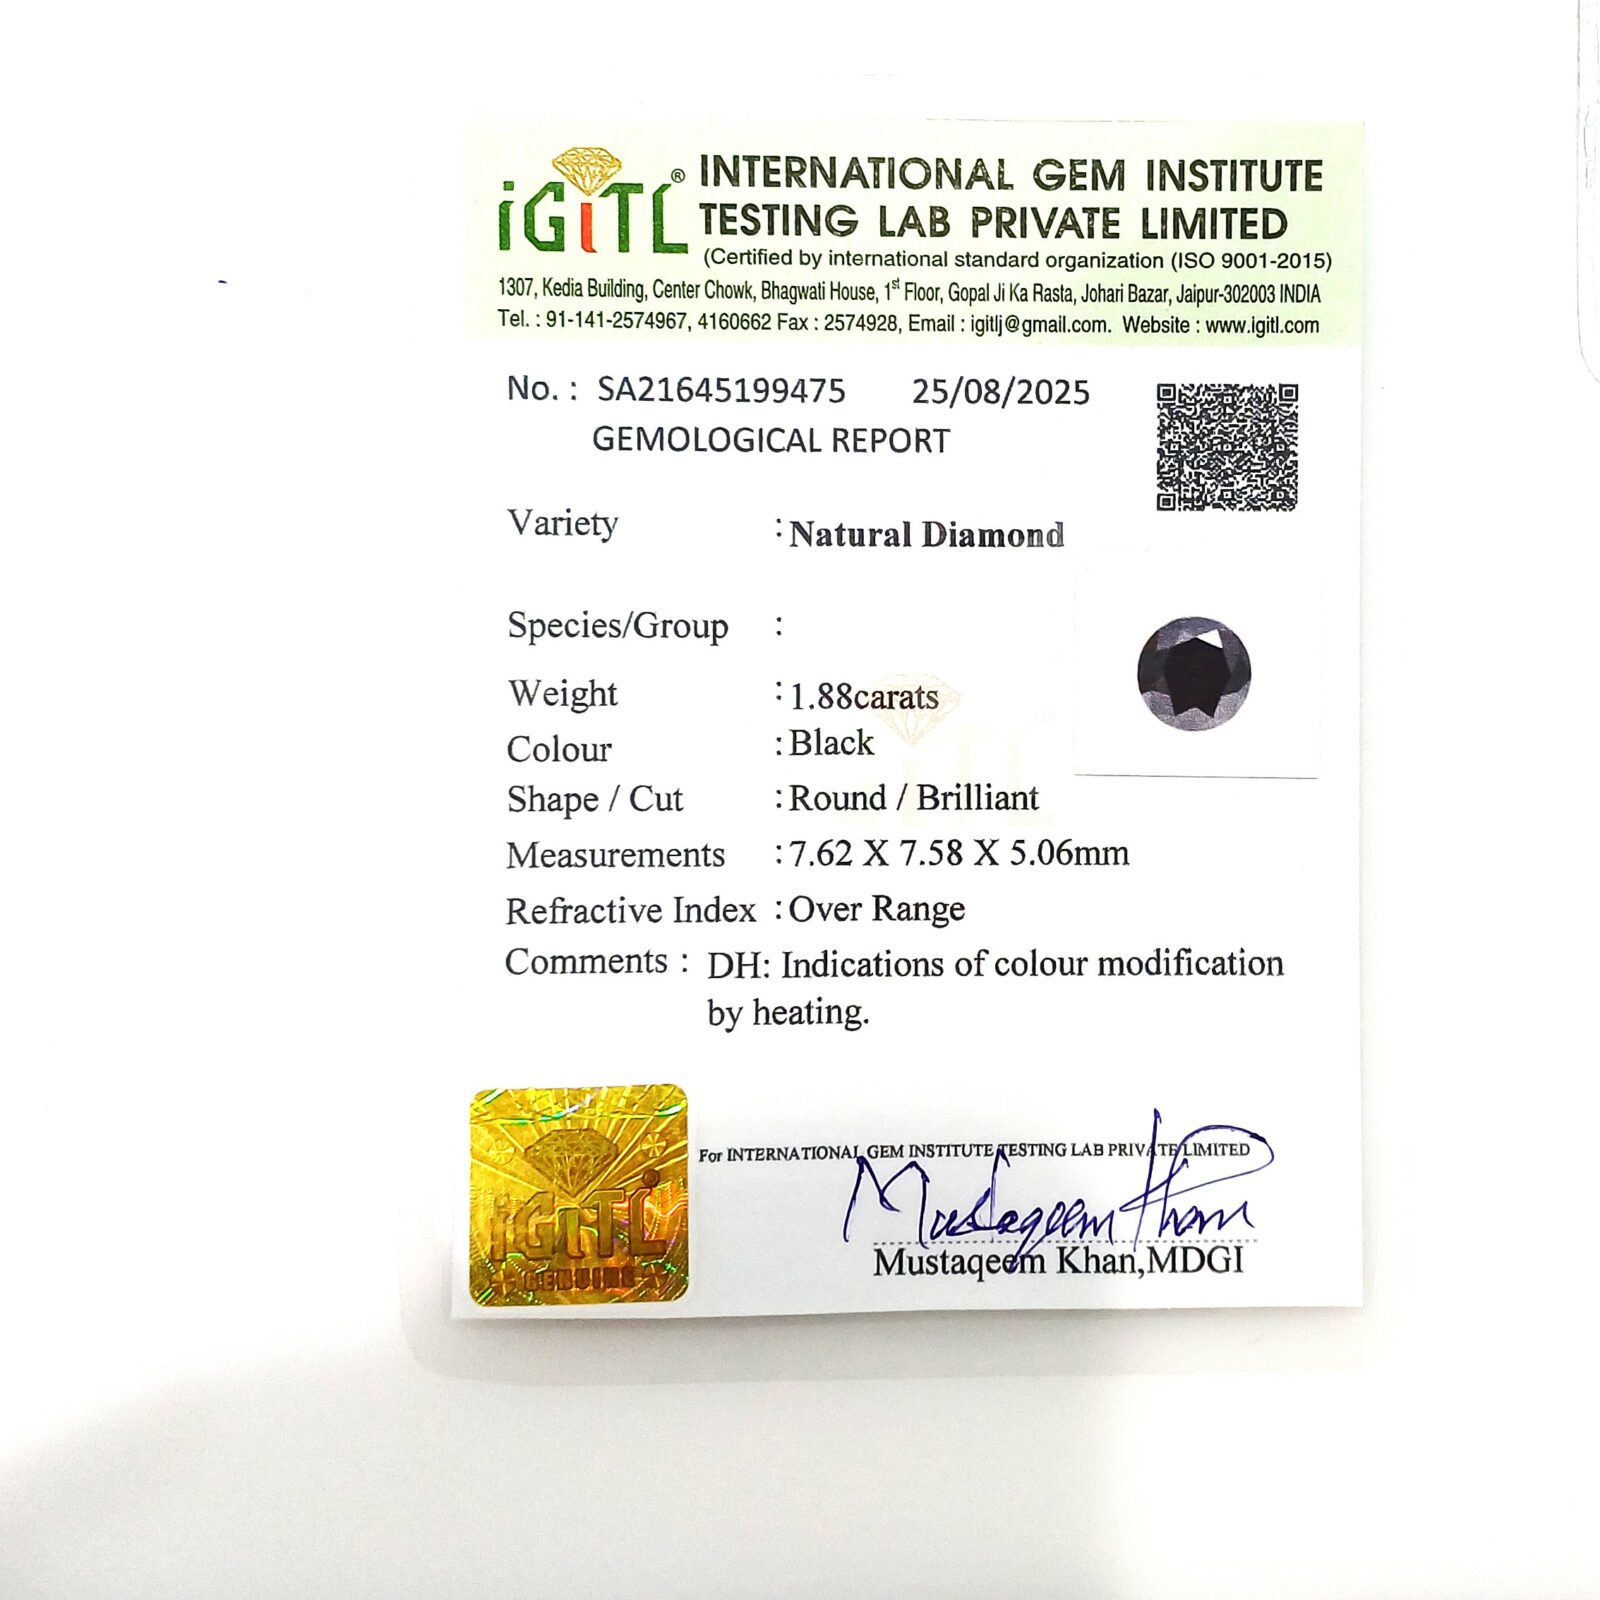 iGiTL® INTERNATIONAL GEM INSTITUTE
TESTING LAB PRIVATE LIMITED
(Certified by international standard organization (ISO 9001-2015)
1307, Kedia Building, Center Chowk, Bhagwati House, 1st Floor, Gopal Ji Ka Rasta, Johari Bazar, Jaipur-302003 INDIA
Tel. : 91-141-2574967, 4160662 Fax : 2574928, Email : igitlj@gmail.com. Website : www.igitl.com
No. : SA21645199475 25/08/2025
GEMOLOGICAL REPORT
Variety : Natural Diamond
Species/Group :
Weight : 1.88carats
Colour : Black
Shape / Cut : Round / Brilliant
Measurements : 7.62 X 7.58 X 5.06mm
Refractive Index : Over Range
Comments : DH: Indications of colour modification
by heating.
iGiTL
GENUINE
For INTERNATIONAL GEM INSTITUTE TESTING LAB PRIVATE LIMITED
Mustaqeem Khan
Mustaqeem Khan,MDGI